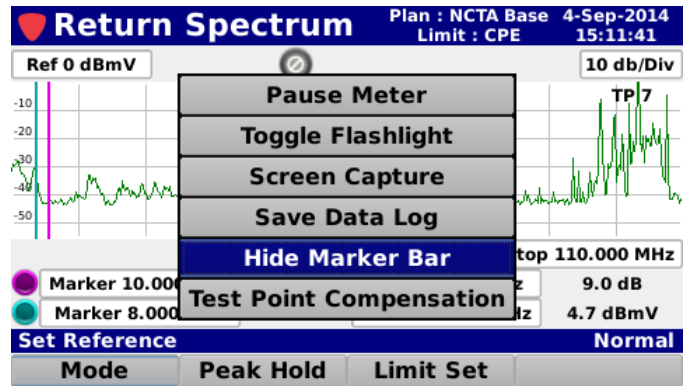 Return Spectrum
Plan : NCTA Base 4-Sep-2014
Limit : CPE 15:11:41
Ref 0 dBmV
10 db/Div
TP 7
-10
-20
-30
-40
-50
Pause Meter
Toggle Flashlight
Screen Capture
Save Data Log
Hide Marker Bar
Test Point Compensation
top 110.000 MHz
Marker 10.000
z 9.0 dB
Marker 8.000
Hz 4.7 dBmV
Set Reference Normal
Mode Peak Hold Limit Set